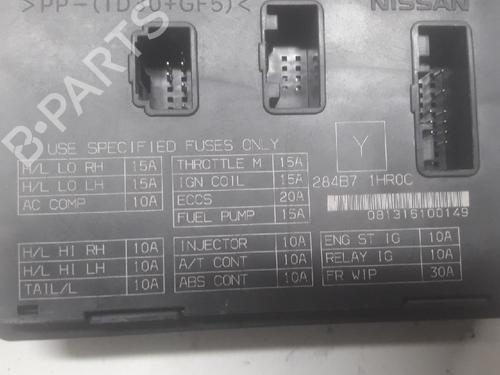 >PP-(TD30+GF5)<
NISSAN
USE SPECIFIED FUSES ONLY
H/L LO RH 15A
H/L LO LH 15A
AC COMP 10A
THROTTLE M 15A
IGN COIL 15A
ECCS 20A
FUEL PUMP 15A
Y
284B7 1HR0C
081316100149
H/L HI RH 10A
H/L HI LH 10A
TAIL/L 10A
INJECTOR 10A
A/T CONT 10A
ABS CONT 10A
ENG ST IG 10A
RELAY IG 10A
FR WIP 30A
B-PARTS